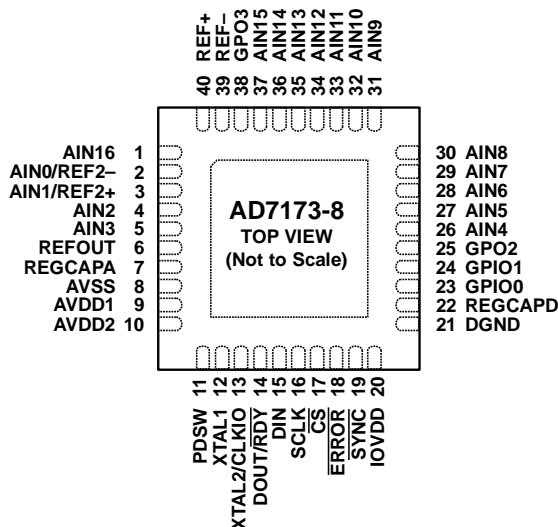 40 REF+
39 REF–
38 GPO3
37 AIN15
36 AIN14
35 AIN13
34 AIN12
33 AIN11
32 AIN10
31 AIN9
AIN16 1
AIN0/REF2– 2
AIN1/REF2+ 3
AIN2 4
AIN3 5
REFOUT 6
REGCAPA 7
AVSS 8
AVDD1 9
AVDD2 10
AD7173-8
TOP VIEW
(Not to Scale)
30 AIN8
29 AIN7
28 AIN6
27 AIN5
26 AIN4
25 GPO2
24 GPIO1
23 GPIO0
22 REGCAPD
21 DGND
PDSW 11
XTAL1 12
XTAL2/CLKIO 13
DOUT/RDY 14
DIN 15
SCLK 16
CS 17
ERROR 18
SYNC 19
IOVDD 20